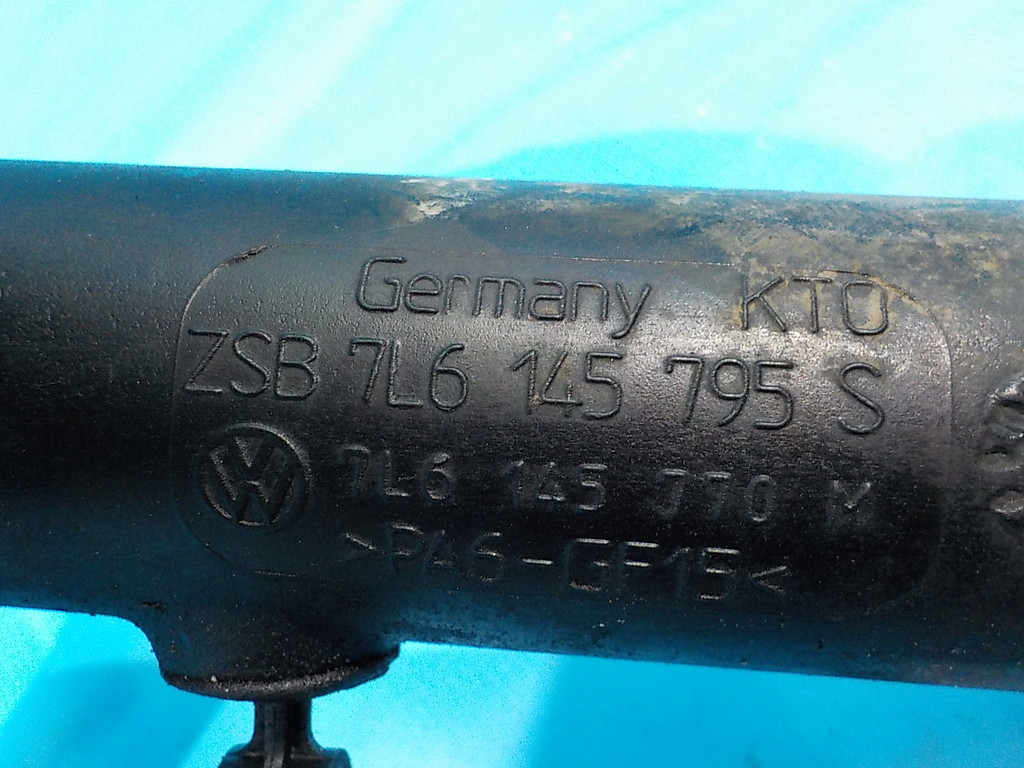 Germany KTO
ZSB 7L6 145 795 S
7L6 145 770 M
>PA6-GF15<